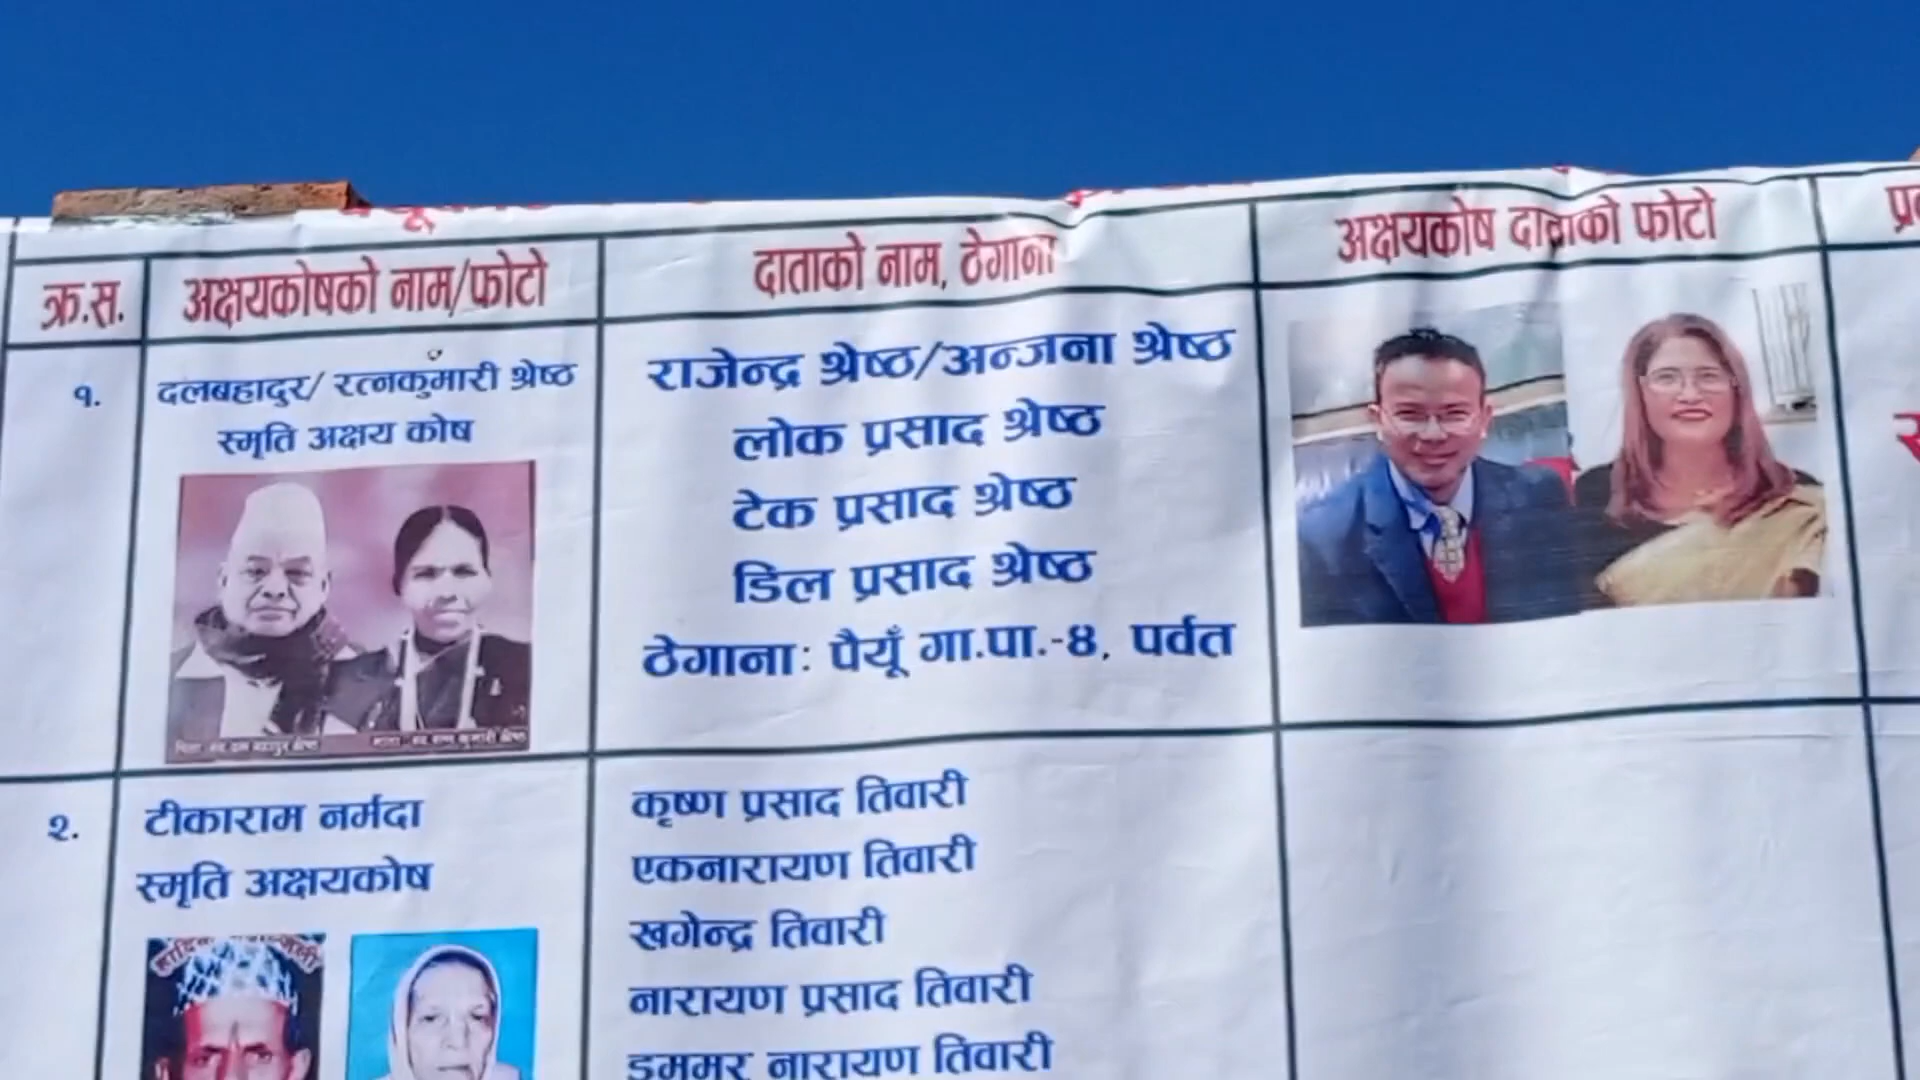 क्र.स.
अक्षयकोषको नाम/फोटो
दाताको नाम, ठेगाना
अक्षयकोष दाताको फोटो
१.
दलबहादुर/ रत्नकुमारी श्रेष्ठ
स्मृति अक्षय कोष
राजेन्द्र श्रेष्ठ/अन्जना श्रेष्ठ
लोक प्रसाद श्रेष्ठ
टेक प्रसाद श्रेष्ठ
डिल प्रसाद श्रेष्ठ
ठेगाना: पैयूँ गा.पा.-४, पर्वत
२.
टीकाराम नर्मदा
स्मृति अक्षयकोष
कृष्ण प्रसाद तिवारी
एकनारायण तिवारी
खगेन्द्र तिवारी
नारायण प्रसाद तिवारी
डममर नारायण तिवारी